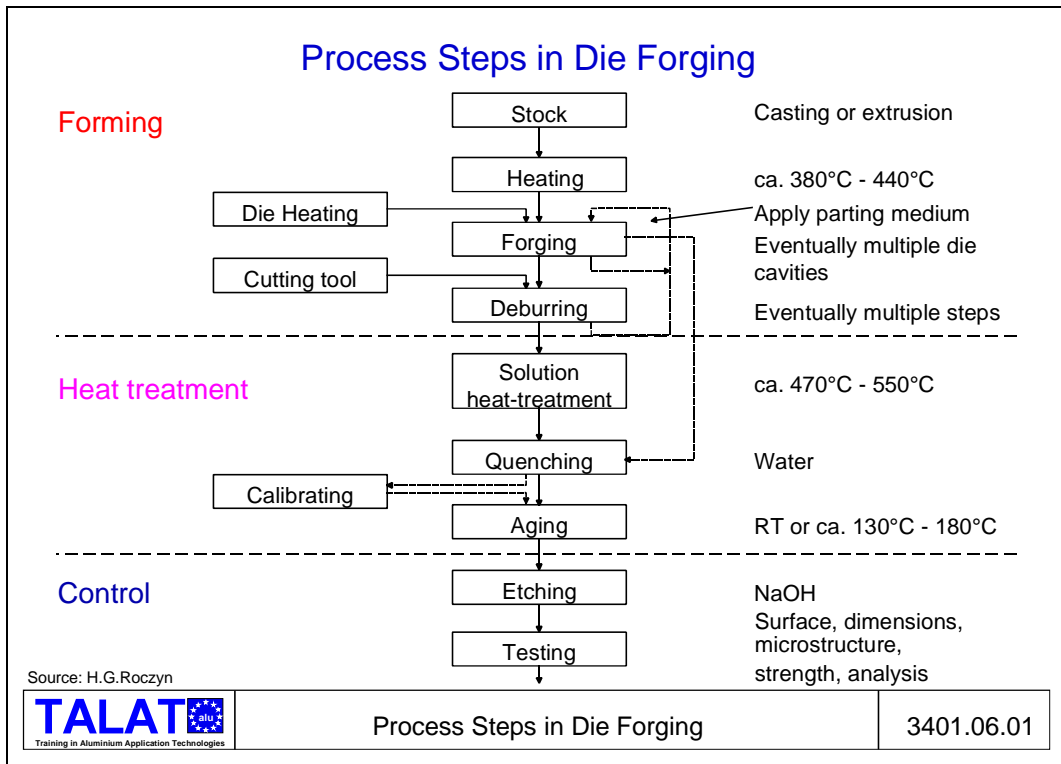 Process Steps in Die Forging
Forming
Stock
Casting or extrusion
Heating
ca. 380°C - 440°C
Die Heating
Apply parting medium
Forging
Eventually multiple die
cavities
Cutting tool
Deburring
Eventually multiple steps
Heat treatment
Solution
heat-treatment
ca. 470°C - 550°C
Quenching
Water
Calibrating
Aging
RT or ca. 130°C - 180°C
Control
Etching
NaOH
Surface, dimensions,
microstructure,
Testing
strength, analysis
Source: H.G.Roczyn
TALAT
alu
Training in Aluminium Application Technologies
Process Steps in Die Forging
3401.06.01